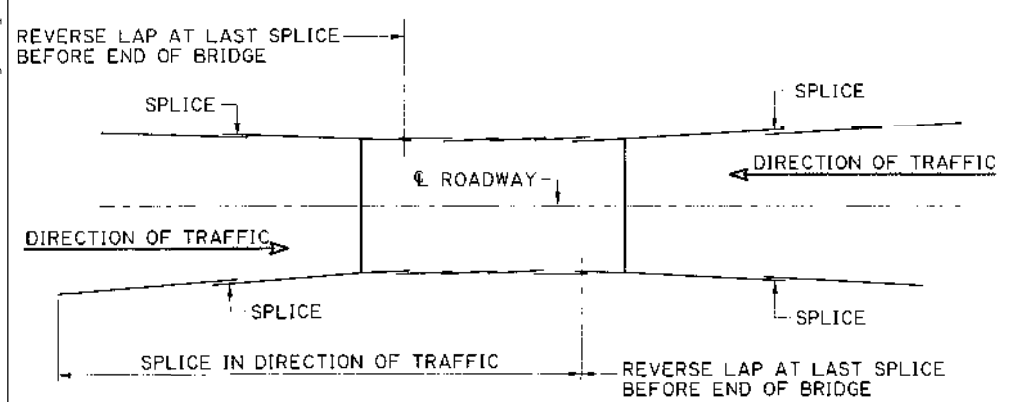 REVERSE LAP AT LAST SPLICE
BEFORE END OF BRIDGE
SPLICE
SPLICE
DIRECTION OF TRAFFIC
℄ ROADWAY
DIRECTION OF TRAFFIC
SPLICE
SPLICE
SPLICE IN DIRECTION OF TRAFFIC
REVERSE LAP AT LAST SPLICE
BEFORE END OF BRIDGE